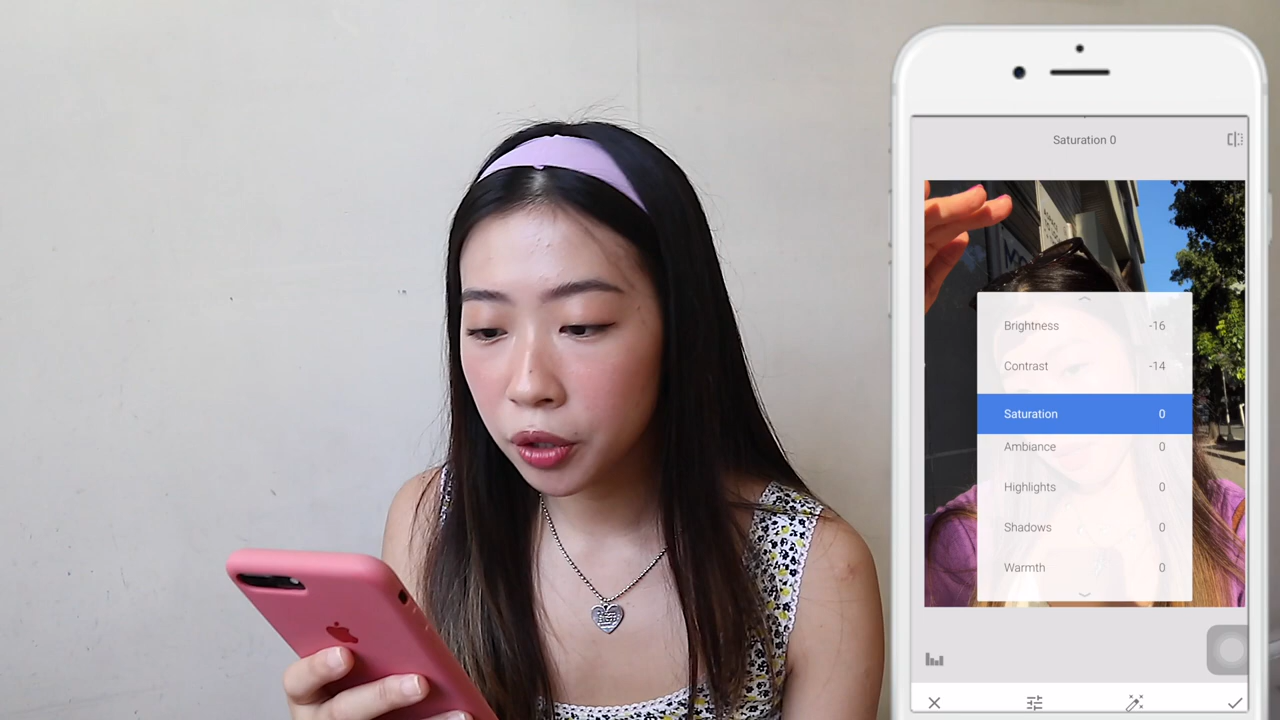 Saturation 0
Brightness -16
Contrast -14
Saturation 0
Ambiance 0
Highlights 0
Shadows 0
Warmth 0